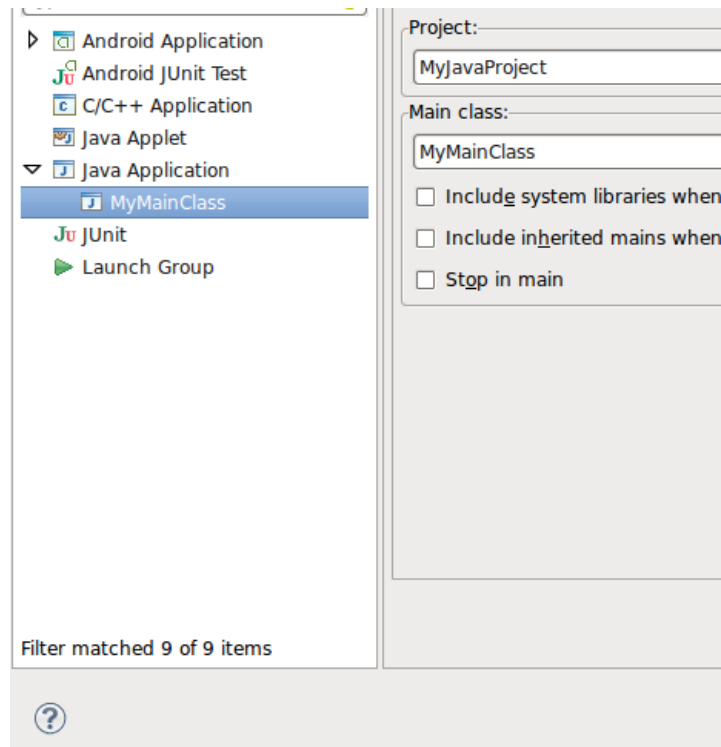 Android Application
Android JUnit Test
C/C++ Application
Java Applet
Java Application
MyMainClass
JUnit
Launch Group
Filter matched 9 of 9 items
Project:
MyJavaProject
Main class:
MyMainClass
Include system libraries when
Include inherited mains when
Stop in main